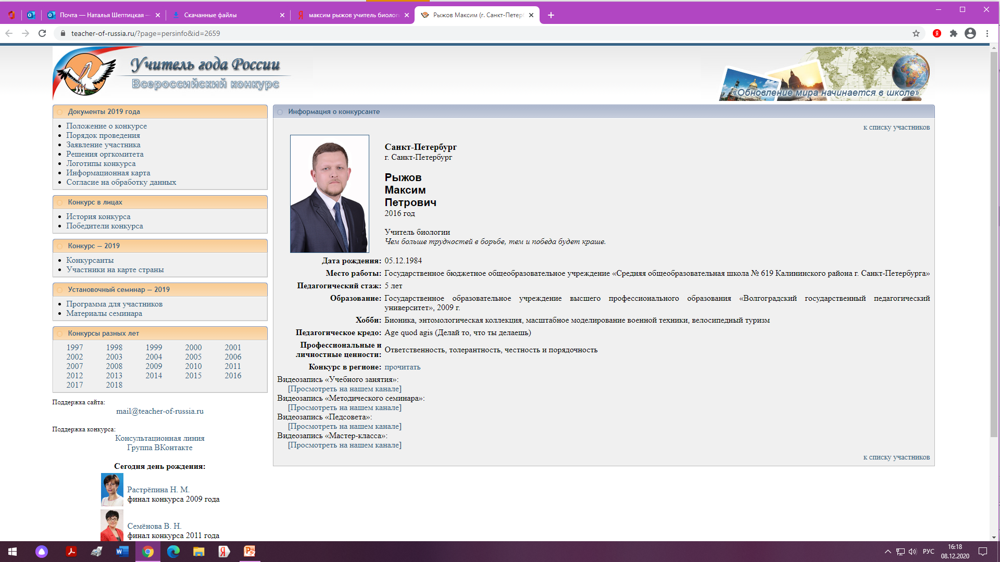 Почта — Наталья Шептицкая —
Скачанные файлы
максим рыжов учитель биологи
Рыжов Максим (г. Санкт-Петерб
teacher-of-russia.ru/?page=persinfo&id=2659
Учитель года России
Всероссийский конкурс
«Обновление мира начинается в школе»
Документы 2019 года
Положение о конкурсе
Порядок проведения
Заявление участника
Решения оргкомитета
Логотипы конкурса
Информационная карта
Согласие на обработку данных
Конкурс в лицах
История конкурса
Победители конкурса
Конкурс – 2019
Конкурсанты
Участники на карте страны
Установочный семинар – 2019
Программа для участников
Материалы семинара
Конкурсы разных лет
1997 1998 1999 2000 2001
2002 2003 2004 2005 2006
2007 2008 2009 2010 2011
2012 2013 2014 2015 2016
2017 2018
Поддержка сайта:
mail@teacher-of-russia.ru
Поддержка конкурса:
Консультационная линия
Группа ВКонтакте
Сегодня день рождения:
Растрёпина Н. М.
финал конкурса 2009 года
Семёнова В. Н.
финал конкурса 2011 года
Информация о конкурсанте
к списку участников
Санкт-Петербург
г. Санкт-Петербург
Рыжов
Максим
Петрович
2016 год
Учитель биологии
Чем больше трудностей в борьбе, тем и победа будет краше.
Дата рождения: 05.12.1984
Место работы: Государственное бюджетное общеобразовательное учреждение «Средняя общеобразовательная школа № 619 Калининского района г. Санкт-Петербурга»
Педагогический стаж: 5 лет
Образование: Государственное образовательное учреждение высшего профессионального образования «Волгоградский государственный педагогический
университет», 2009 г.
Хобби: Бионика, энтомологическая коллекция, масштабное моделирование военной техники, велосипедный туризм
Педагогическое кредо: Age quod agis (Делай то, что ты делаешь)
Профессиональные и
личностные ценности: Ответственность, толерантность, честность и порядочность
Конкурс в регионе: прочитать
Видеозапись «Учебного занятия»:
[Просмотреть на нашем канале]
Видеозапись «Методического семинара»:
[Просмотреть на нашем канале]
Видеозапись «Педсовета»:
[Просмотреть на нашем канале]
Видеозапись «Мастер-класса»:
[Просмотреть на нашем канале]
к списку участников
РУС
16:18
08.12.2020